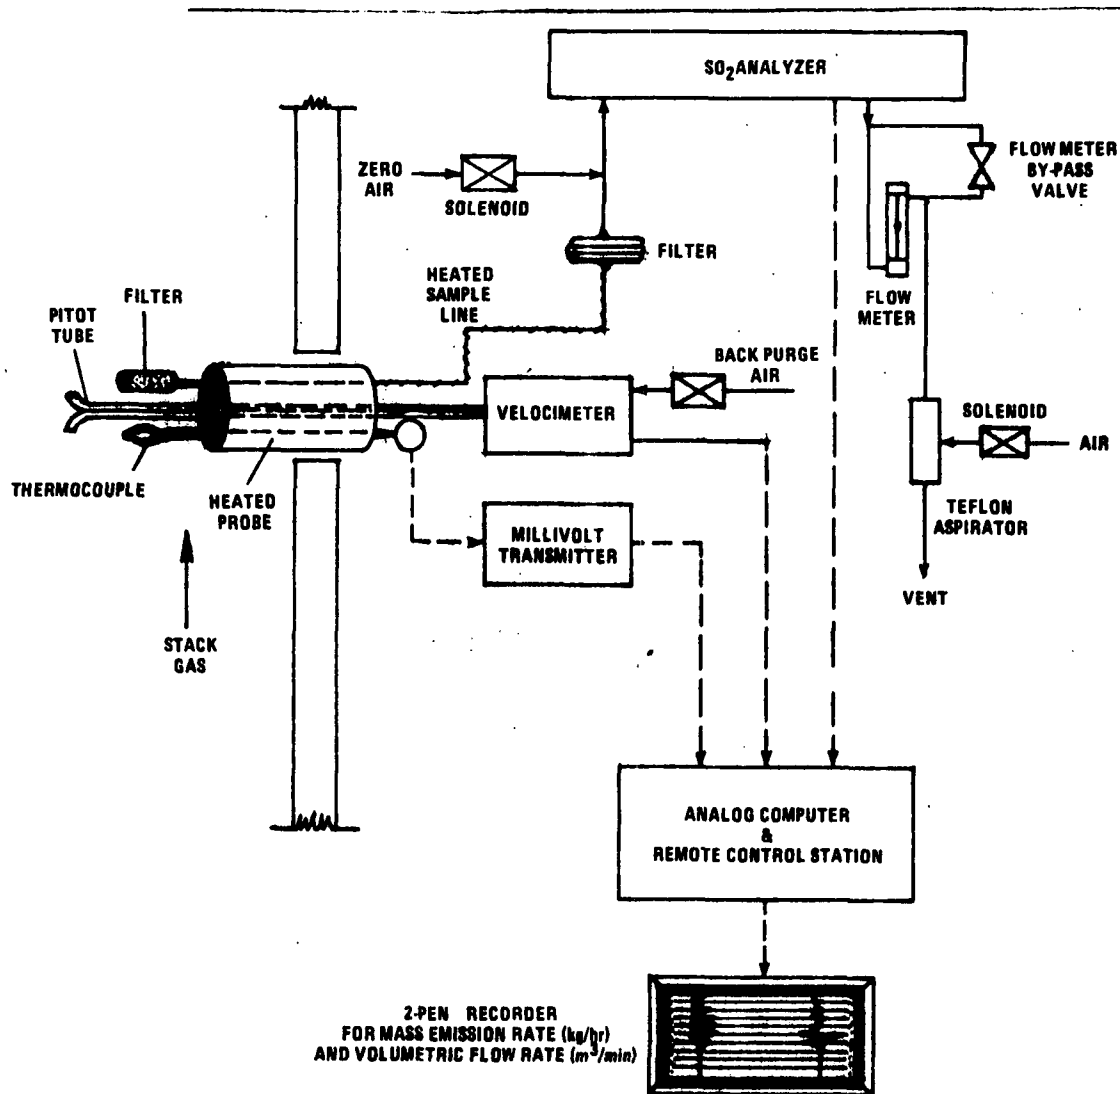 SO2 ANALYZER
ZERO
AIR
SOLENOID
FLOW METER
BY-PASS
VALVE
FILTER
HEATED
SAMPLE
LINE
FLOW
METER
FILTER
PITOT
TUBE
BACK PURGE
AIR
VELOCIMETER
SOLENOID
AIR
THERMOCOUPLE
HEATED
PROBE
MILLIVOLT
TRANSMITTER
TEFLON
ASPIRATOR
VENT
STACK
GAS
ANALOG COMPUTER
&
REMOTE CONTROL STATION
2-PEN RECORDER
FOR MASS EMISSION RATE (kg/hr)
AND VOLUMETRIC FLOW RATE (m3/min)